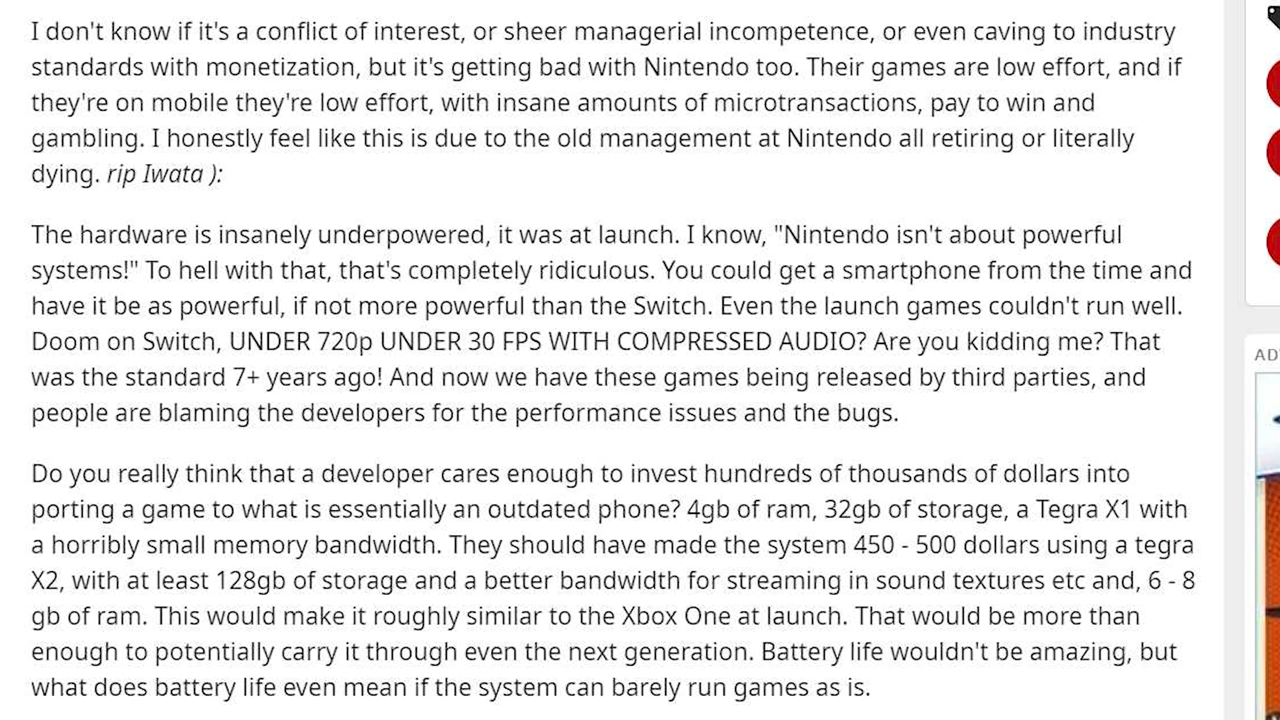 I don't know if it's a conflict of interest, or sheer managerial incompetence, or even caving to industry
standards with monetization, but it's getting bad with Nintendo too. Their games are low effort, and if
they're on mobile they're low effort, with insane amounts of microtransactions, pay to win and
gambling. I honestly feel like this is due to the old management at Nintendo all retiring or literally
dying. rip Iwata ):
The hardware is insanely underpowered, it was at launch. I know, "Nintendo isn't about powerful
systems!" To hell with that, that's completely ridiculous. You could get a smartphone from the time and
have it be as powerful, if not more powerful than the Switch. Even the launch games couldn't run well.
Doom on Switch, UNDER 720p UNDER 30 FPS WITH COMPRESSED AUDIO? Are you kidding me? That
was the standard 7+ years ago! And now we have these games being released by third parties, and
people are blaming the developers for the performance issues and the bugs.
Do you really think that a developer cares enough to invest hundreds of thousands of dollars into
porting a game to what is essentially an outdated phone? 4gb of ram, 32gb of storage, a Tegra X1 with
a horribly small memory bandwidth. They should have made the system 450 - 500 dollars using a tegra
X2, with at least 128gb of storage and a better bandwidth for streaming in sound textures etc and, 6 - 8
gb of ram. This would make it roughly similar to the Xbox One at launch. That would be more than
enough to potentially carry it through even the next generation. Battery life wouldn't be amazing, but
what does battery life even mean if the system can barely run games as is.
AD